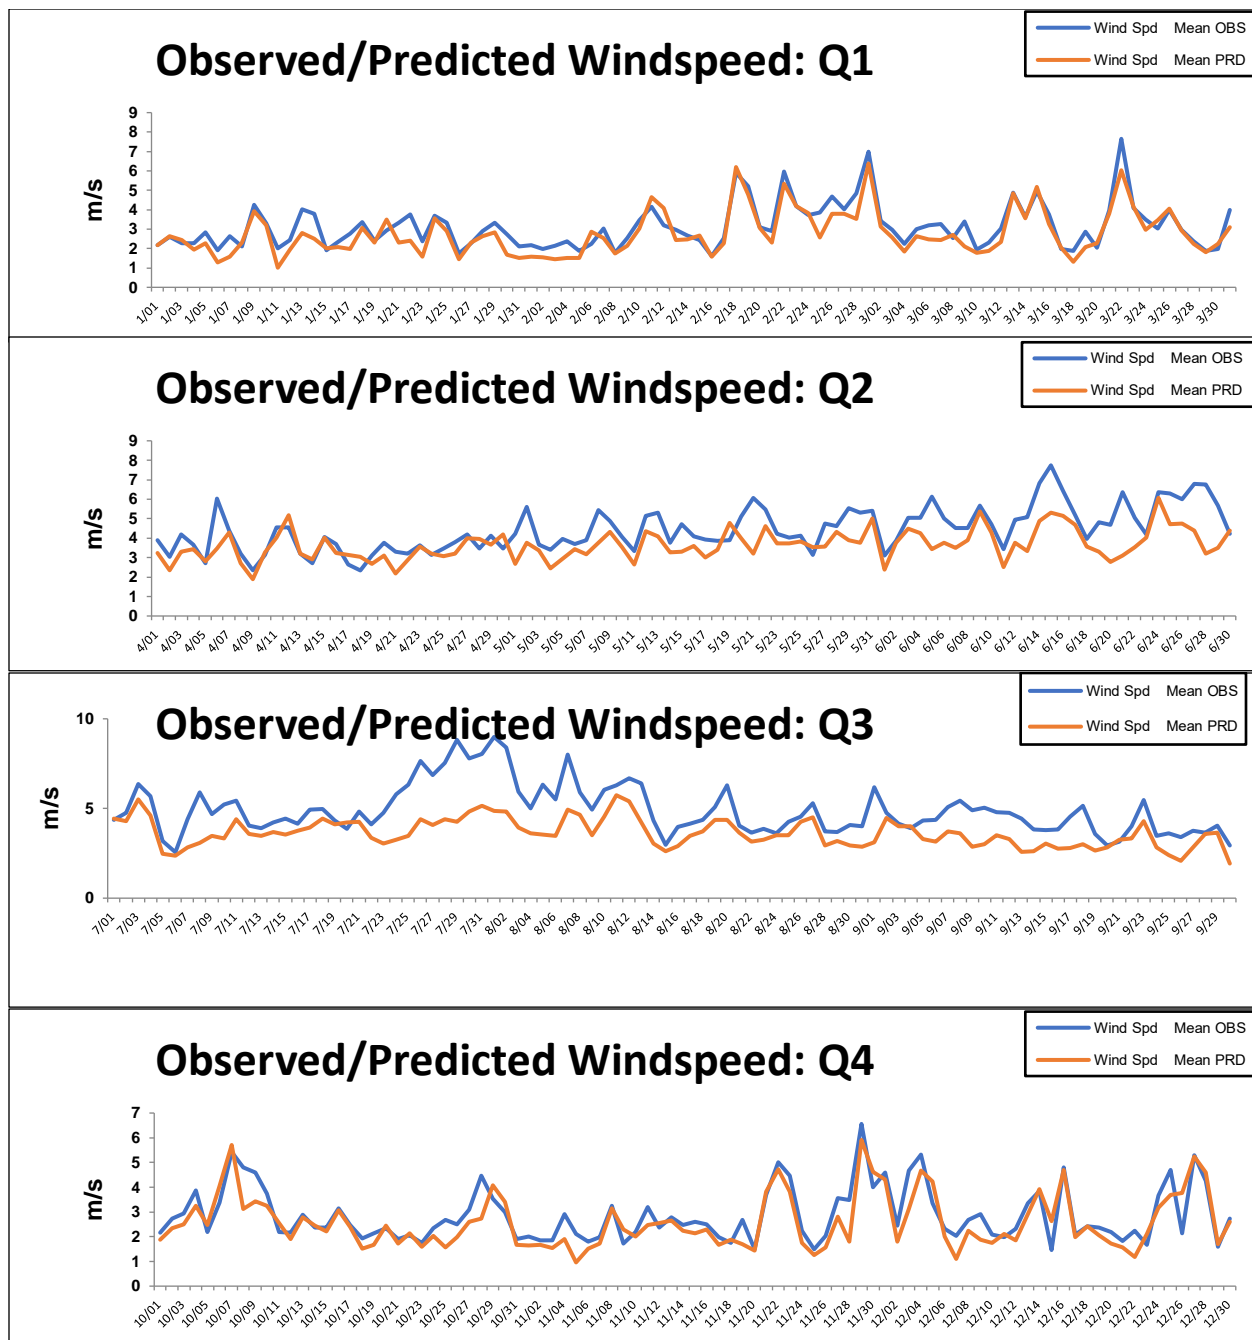 Wind Spd Mean OBS
Observed/Predicted Windspeed: Q1
Wind Spd Mean PRD
9
8
7
6
5
4
3
2
1
0
m/s
1/01 1/03 1/05 1/07 1/09 1/11 1/13 1/15 1/17 1/19 1/21 1/23 1/25 1/27 1/29 1/31 2/02 2/04 2/06 2/08 2/10 2/12 2/14 2/16 2/18 2/20 2/22 2/24 2/26 2/28 3/02 3/04 3/06 3/08 3/10 3/12 3/14 3/16 3/18 3/20 3/22 3/24 3/26 3/28 3/30
Wind Spd Mean OBS
Observed/Predicted Windspeed: Q2
Wind Spd Mean PRD
9
8
7
6
5
4
3
2
1
0
m/s
4/01 4/03 4/05 4/07 4/09 4/11 4/13 4/15 4/17 4/19 4/21 4/23 4/25 4/27 4/29 5/01 5/03 5/05 5/07 5/09 5/11 5/13 5/15 5/17 5/19 5/21 5/23 5/25 5/27 5/29 5/31 6/02 6/04 6/06 6/08 6/10 6/12 6/14 6/16 6/18 6/20 6/22 6/24 6/26 6/28 6/30
Wind Spd Mean OBS
Observed/Predicted Windspeed: Q3
Wind Spd Mean PRD
10
5
0
m/s
7/01 7/03 7/05 7/07 7/09 7/11 7/13 7/15 7/17 7/19 7/21 7/23 7/25 7/27 7/29 7/31 8/02 8/04 8/06 8/08 8/10 8/12 8/14 8/16 8/18 8/20 8/22 8/24 8/26 8/28 8/30 9/01 9/03 9/05 9/07 9/09 9/11 9/13 9/15 9/17 9/19 9/21 9/23 9/25 9/27 9/29
Wind Spd Mean OBS
Observed/Predicted Windspeed: Q4
Wind Spd Mean PRD
7
6
5
4
3
2
1
0
m/s
10/01 10/03 10/05 10/07 10/09 10/11 10/13 10/15 10/17 10/19 10/21 10/23 10/25 10/27 10/29 10/31 11/02 11/04 11/06 11/08 11/10 11/12 11/14 11/16 11/18 11/20 11/22 11/24 11/26 11/28 11/30 12/02 12/04 12/06 12/08 12/10 12/12 12/14 12/16 12/18 12/20 12/22 12/24 12/26 12/28 12/30